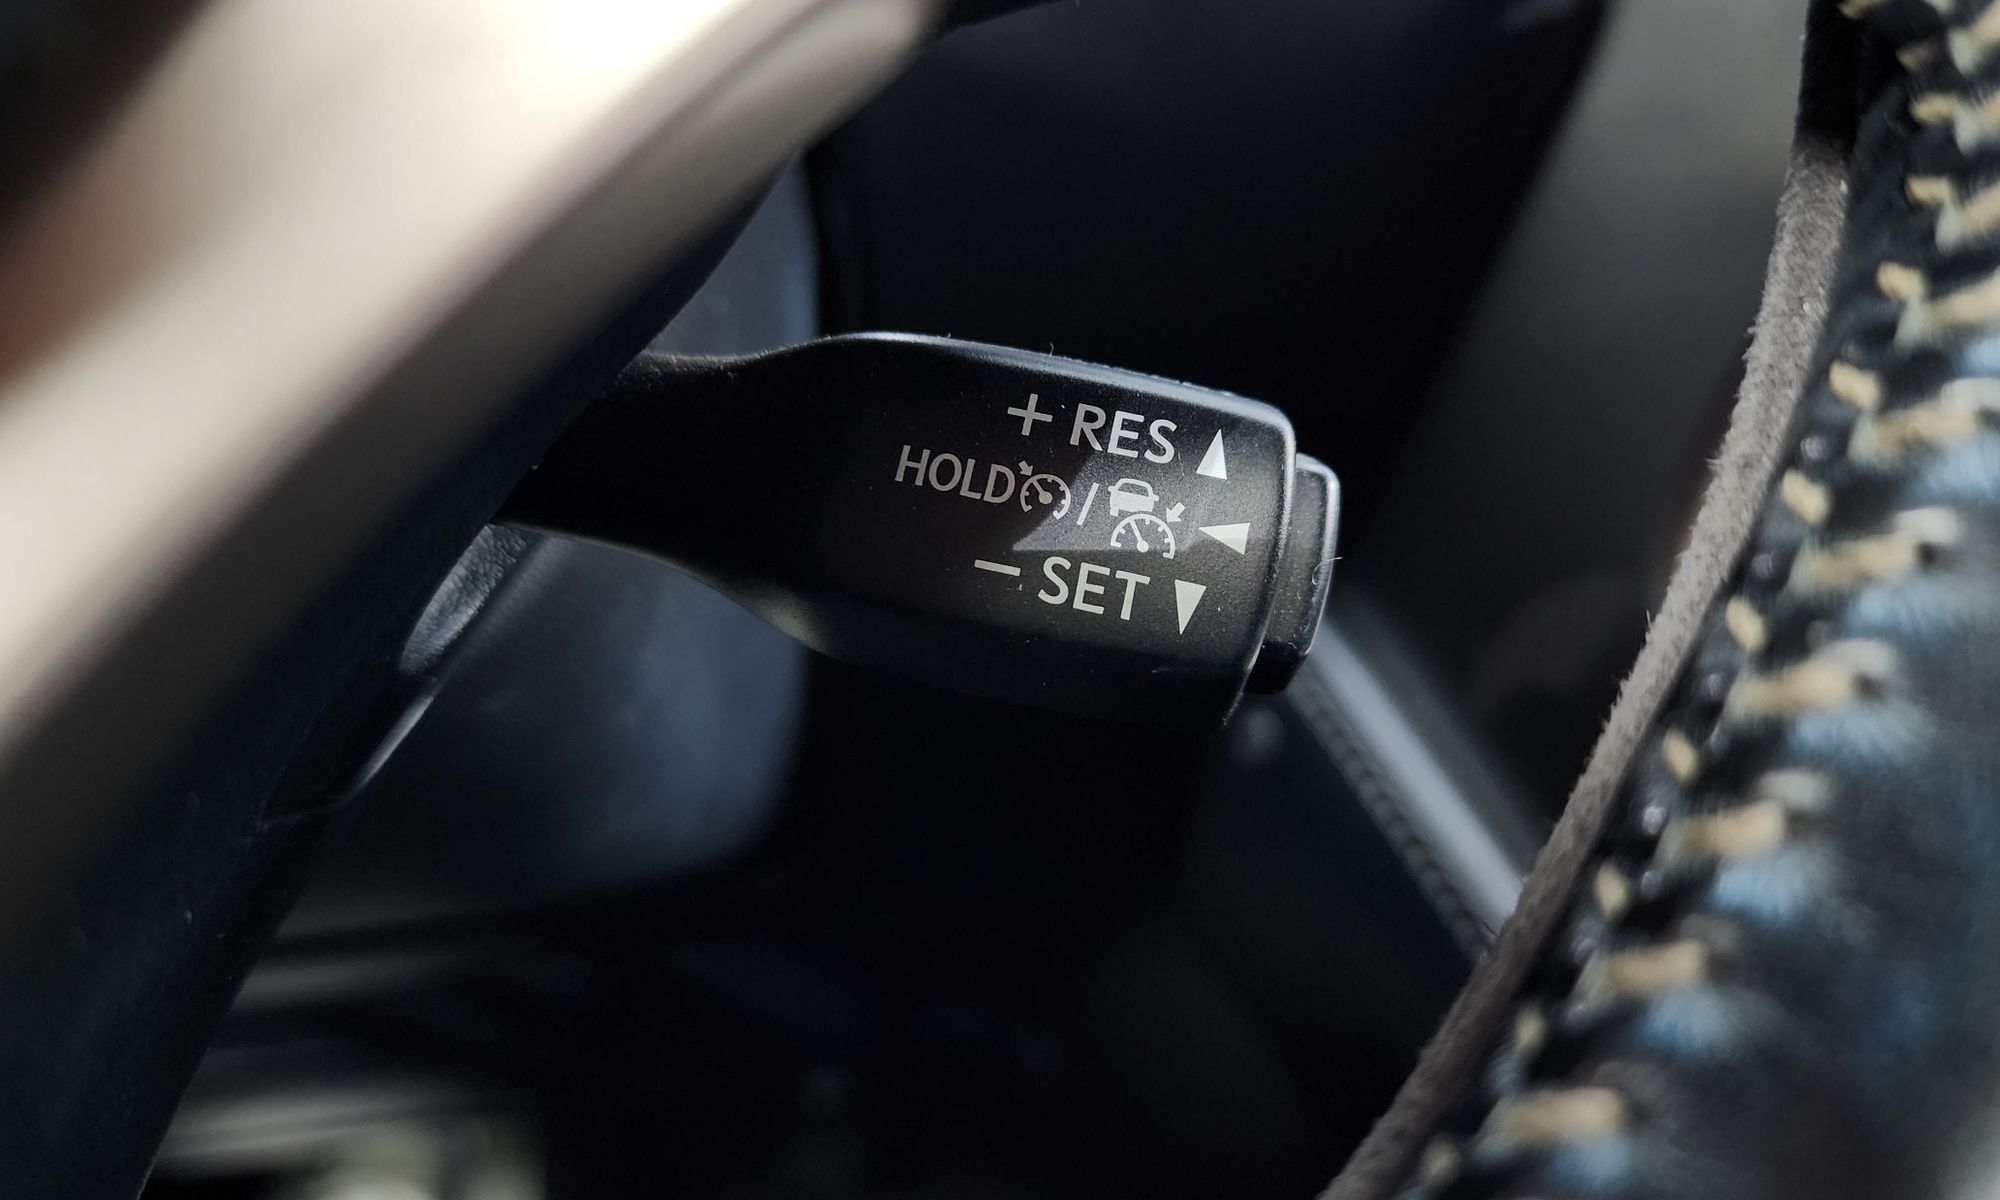 + RES ▲
HOLD / ◀
− SET ▼